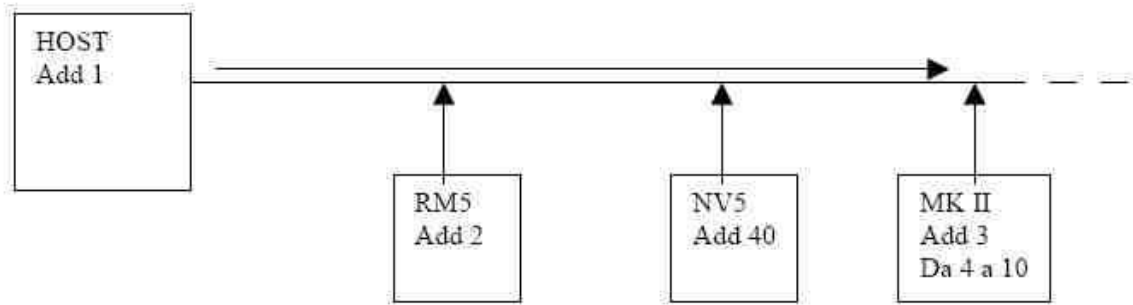 HOST
Add 1
RM5
Add 2
NV5
Add 40
MK II
Add 3
Da 4 a 10